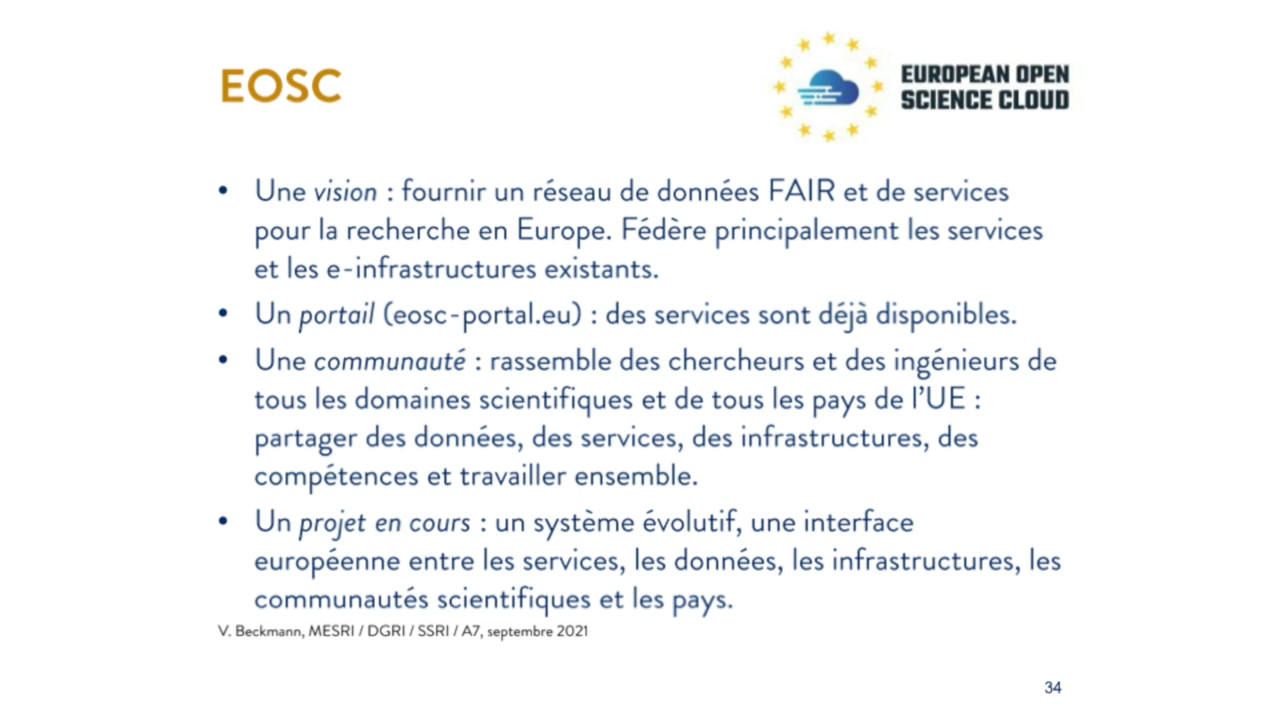 EOSC
EUROPEAN OPEN
SCIENCE CLOUD
• Une vision : fournir un réseau de données FAIR et de services
pour la recherche en Europe. Fédère principalement les services
et les e-infrastructures existants.
• Un portail (eosc-portal.eu) : des services sont déjà disponibles.
• Une communauté : rassemble des chercheurs et des ingénieurs de
tous les domaines scientifiques et de tous les pays de l’UE :
partager des données, des services, des infrastructures, des
compétences et travailler ensemble.
• Un projet en cours : un système évolutif, une interface
européenne entre les services, les données, les infrastructures, les
communautés scientifiques et les pays.
V. Beckmann, MESRI / DGRI / SSRI / A7, septembre 2021
34